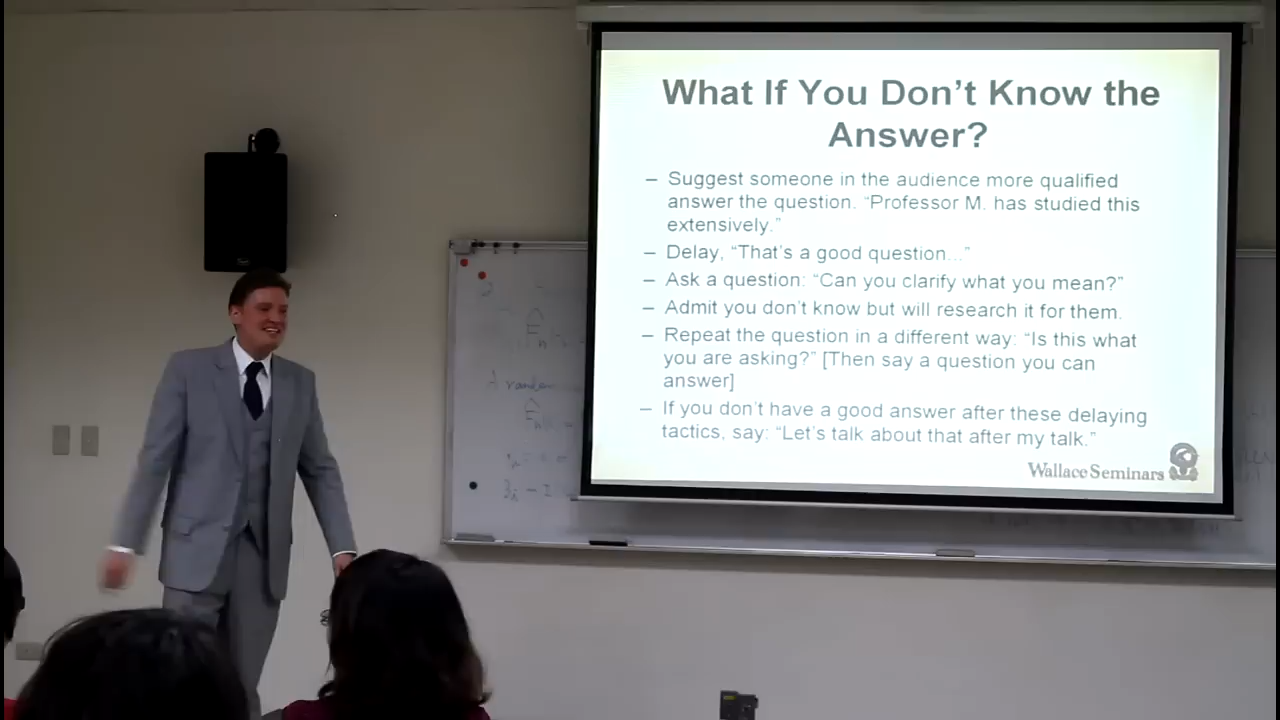 What If You Don't Know the
Answer?
– Suggest someone in the audience more qualified
answer the question. “Professor M. has studied this
extensively.”
– Delay, “That's a good question...”
– Ask a question: “Can you clarify what you mean?”
– Admit you don't know but will research it for them.
– Repeat the question in a different way: “Is this what
you are asking?” [Then say a question you can
answer]
– If you don't have a good answer after these delaying
tactics, say: “Let's talk about that after my talk.”
Wallace Seminars
A random